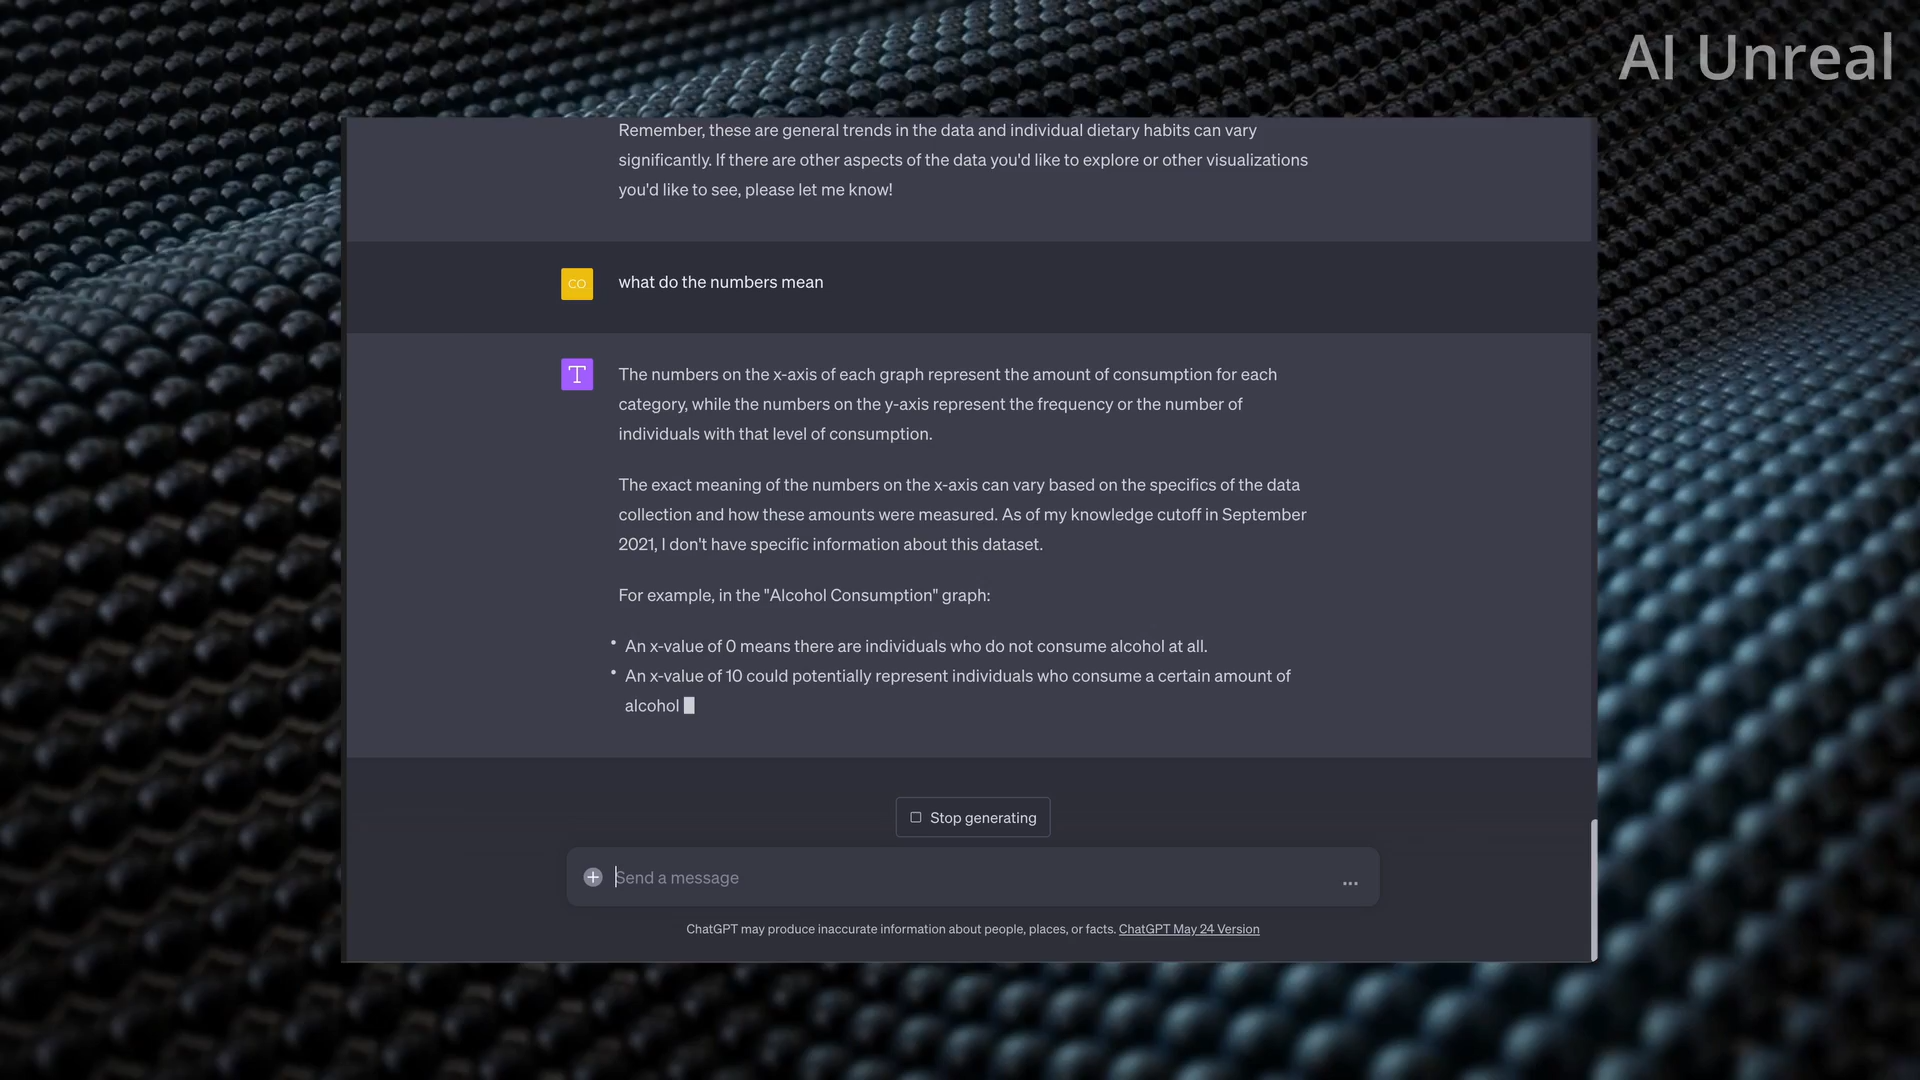 AI Unreal
Remember, these are general trends in the data and individual dietary habits can vary
significantly. If there are other aspects of the data you'd like to explore or other visualizations
you'd like to see, please let me know!
CO
what do the numbers mean
T
The numbers on the x-axis of each graph represent the amount of consumption for each
category, while the numbers on the y-axis represent the frequency or the number of
individuals with that level of consumption.
The exact meaning of the numbers on the x-axis can vary based on the specifics of the data
collection and how these amounts were measured. As of my knowledge cutoff in September
2021, I don't have specific information about this dataset.
For example, in the "Alcohol Consumption" graph:
• An x-value of 0 means there are individuals who do not consume alcohol at all.
• An x-value of 10 could potentially represent individuals who consume a certain amount of
alcohol
Stop generating
Send a message
...
ChatGPT may produce inaccurate information about people, places, or facts. ChatGPT May 24 Version